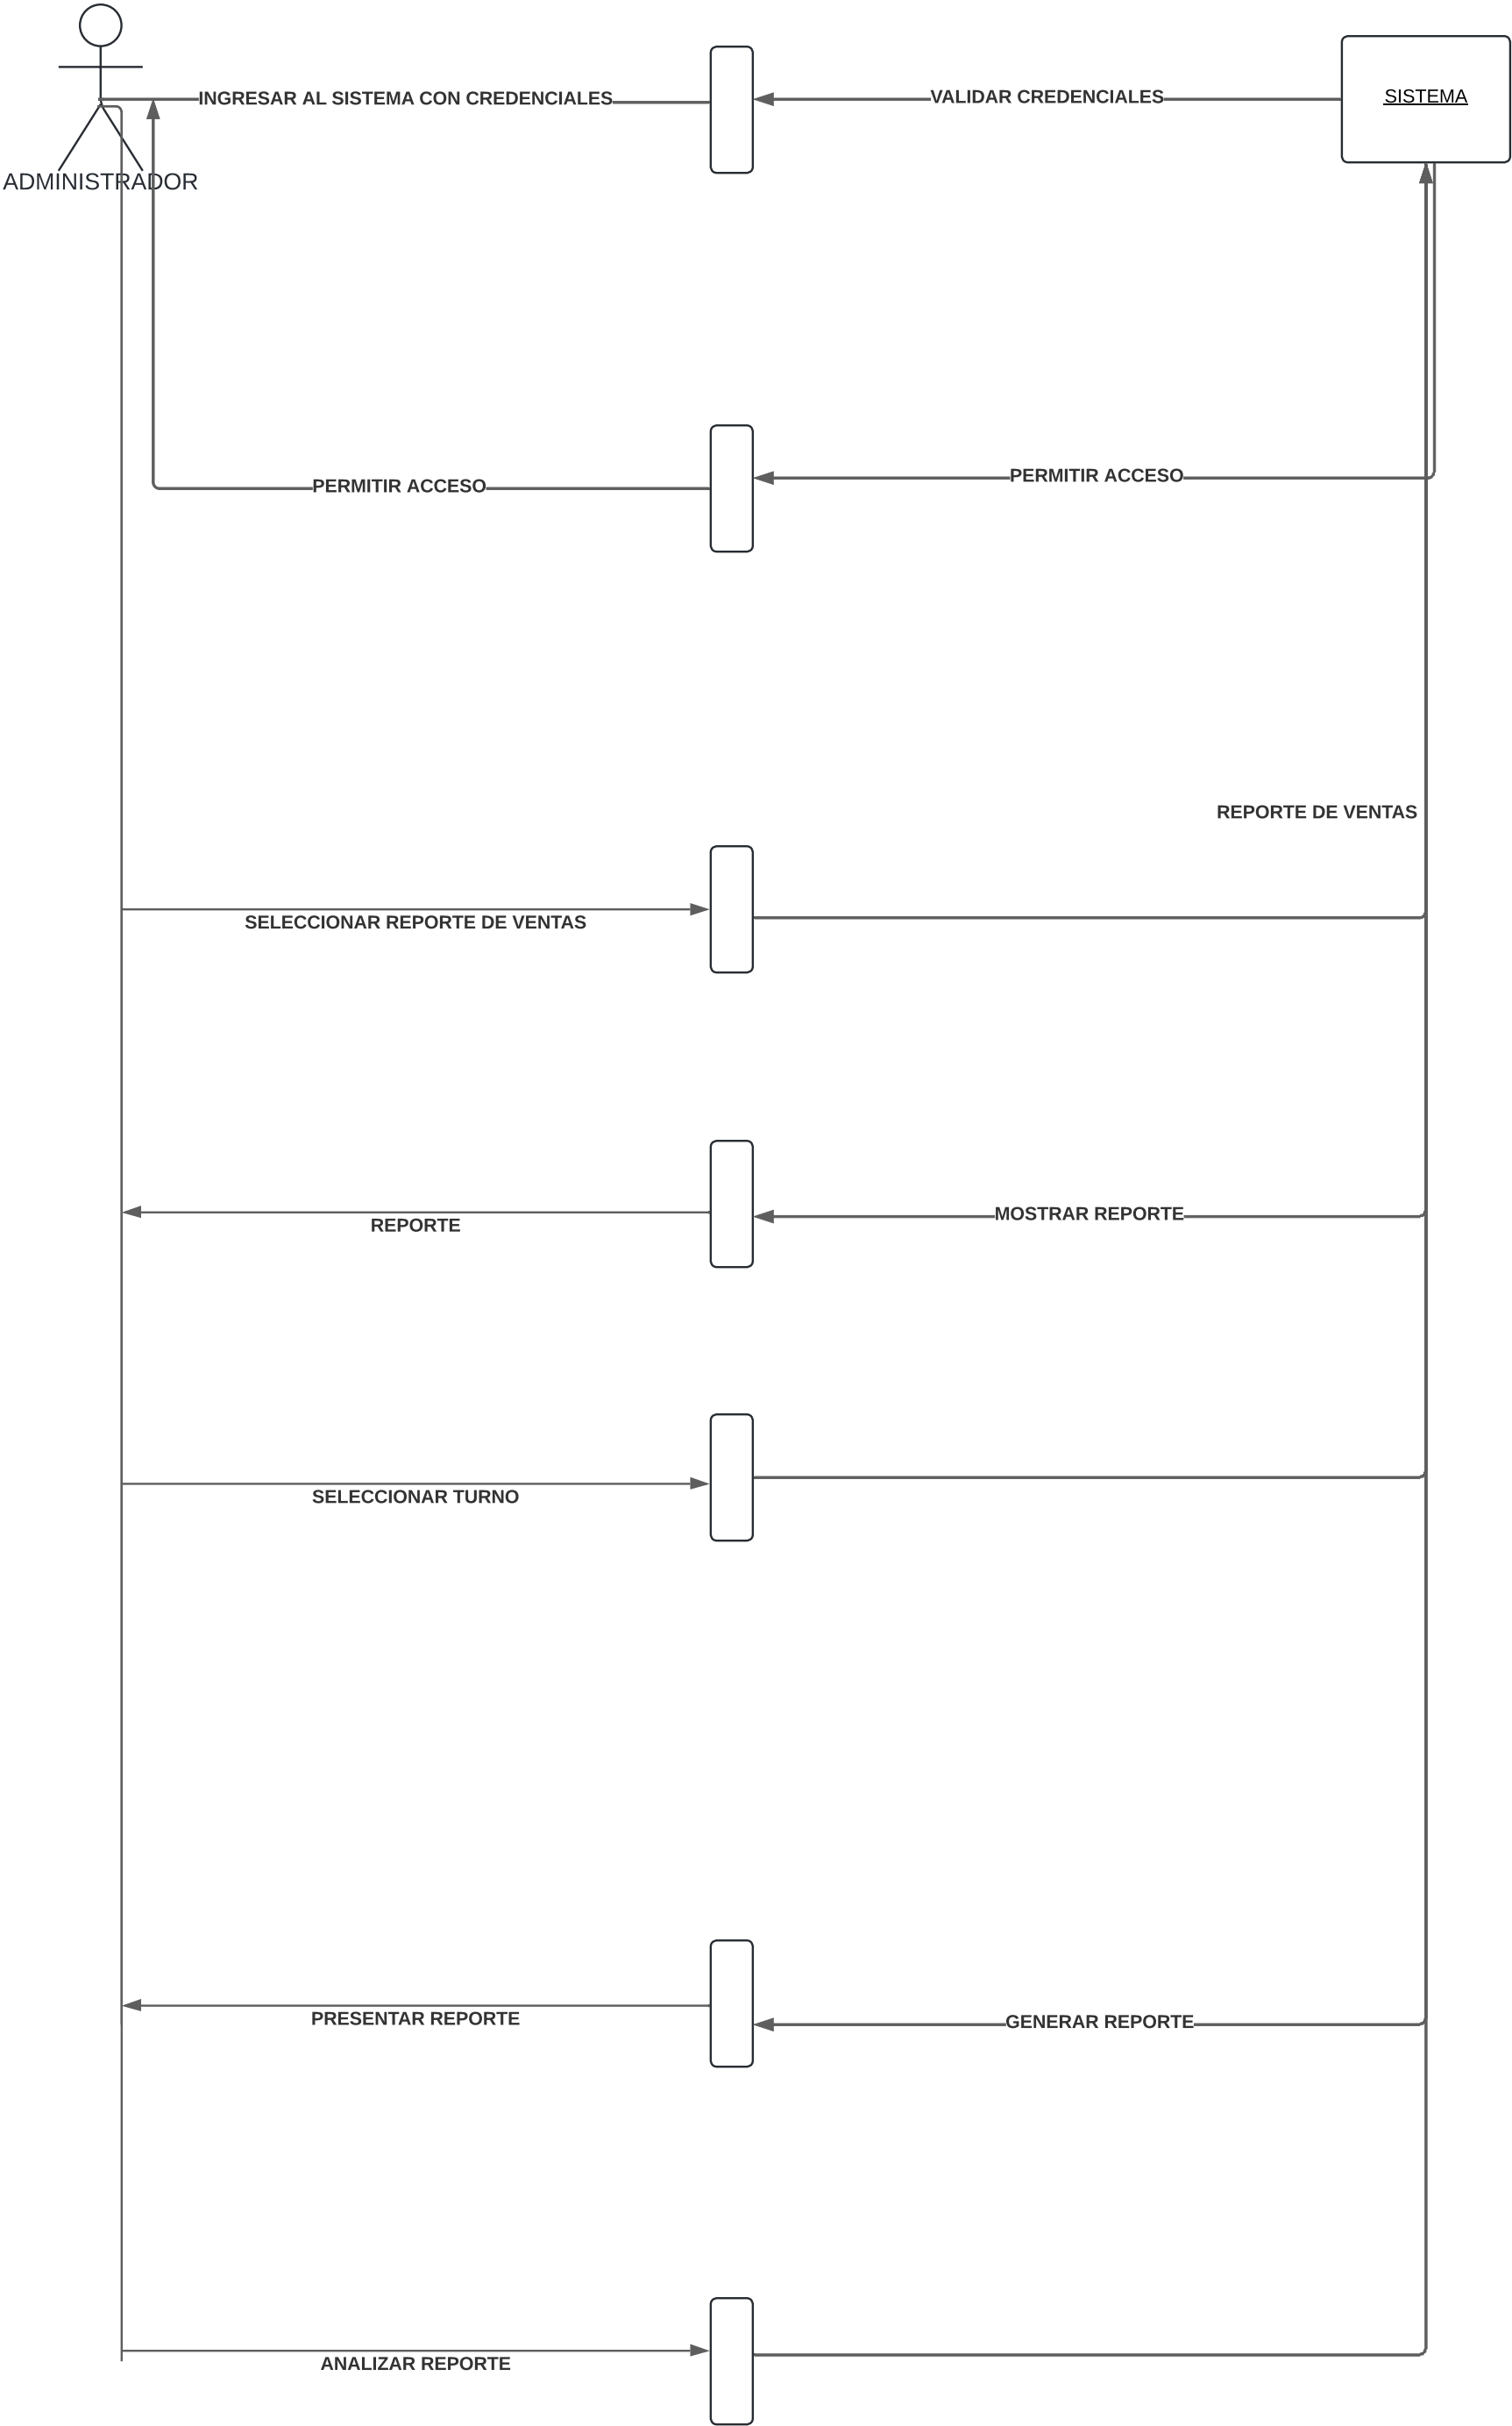 INGRESAR AL SISTEMA CON CREDENCIALES
VALIDAR CREDENCIALES
SISTEMA
ADMINISTRADOR
PERMITIR ACCESO
PERMITIR ACCESO
REPORTE DE VENTAS
SELECCIONAR REPORTE DE VENTAS
REPORTE
MOSTRAR REPORTE
SELECCIONAR TURNO
PRESENTAR REPORTE
GENERAR REPORTE
ANALIZAR REPORTE